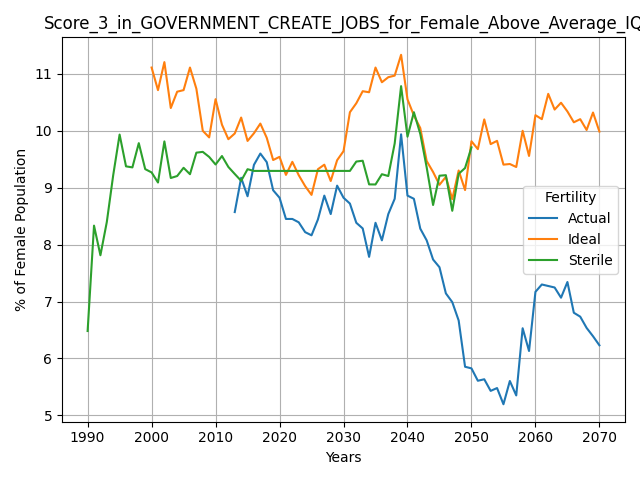 Score_3_in_GOVERNMENT_CREATE_JOBS_for_Female_Above_Average_IQ
% of Female Population
11
10
9
8
7
6
5
Fertility
Actual
Ideal
Sterile
1990 2000 2010 2020 2030 2040 2050 2060 2070
Years